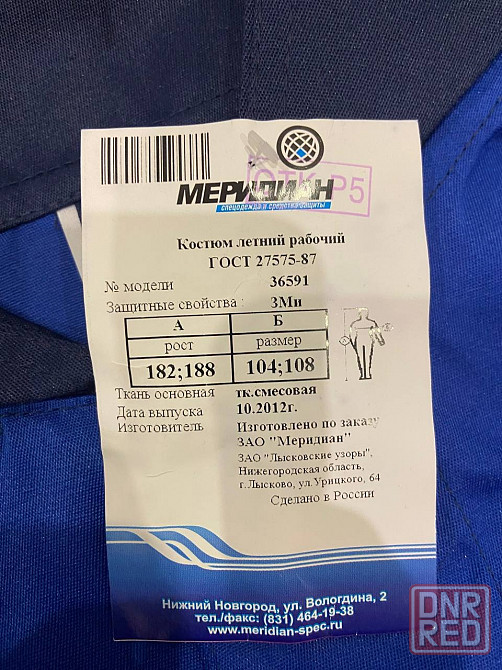 ОТК Р5
МЕРИДИАН
спецодежда и средства защиты
Костюм летний рабочий
ГОСТ 27575-87
№ модели 36591
Защитные свойства : ЗМи
А Б
рост размер
182;188 104;108
Ткань основная тк.смесовая
Дата выпуска 10.2012г.
Изготовитель Изготовлено по заказу
ЗАО "Меридиан"
ЗАО "Лысковские узоры",
Нижегородская область,
г.Лысково, ул.Урицкого, 64
Сделано в России
Нижний Новгород, ул. Вологдина, 2
тел./факс: (831) 464-19-38
www.meridian-spec.ru
DNR
RED